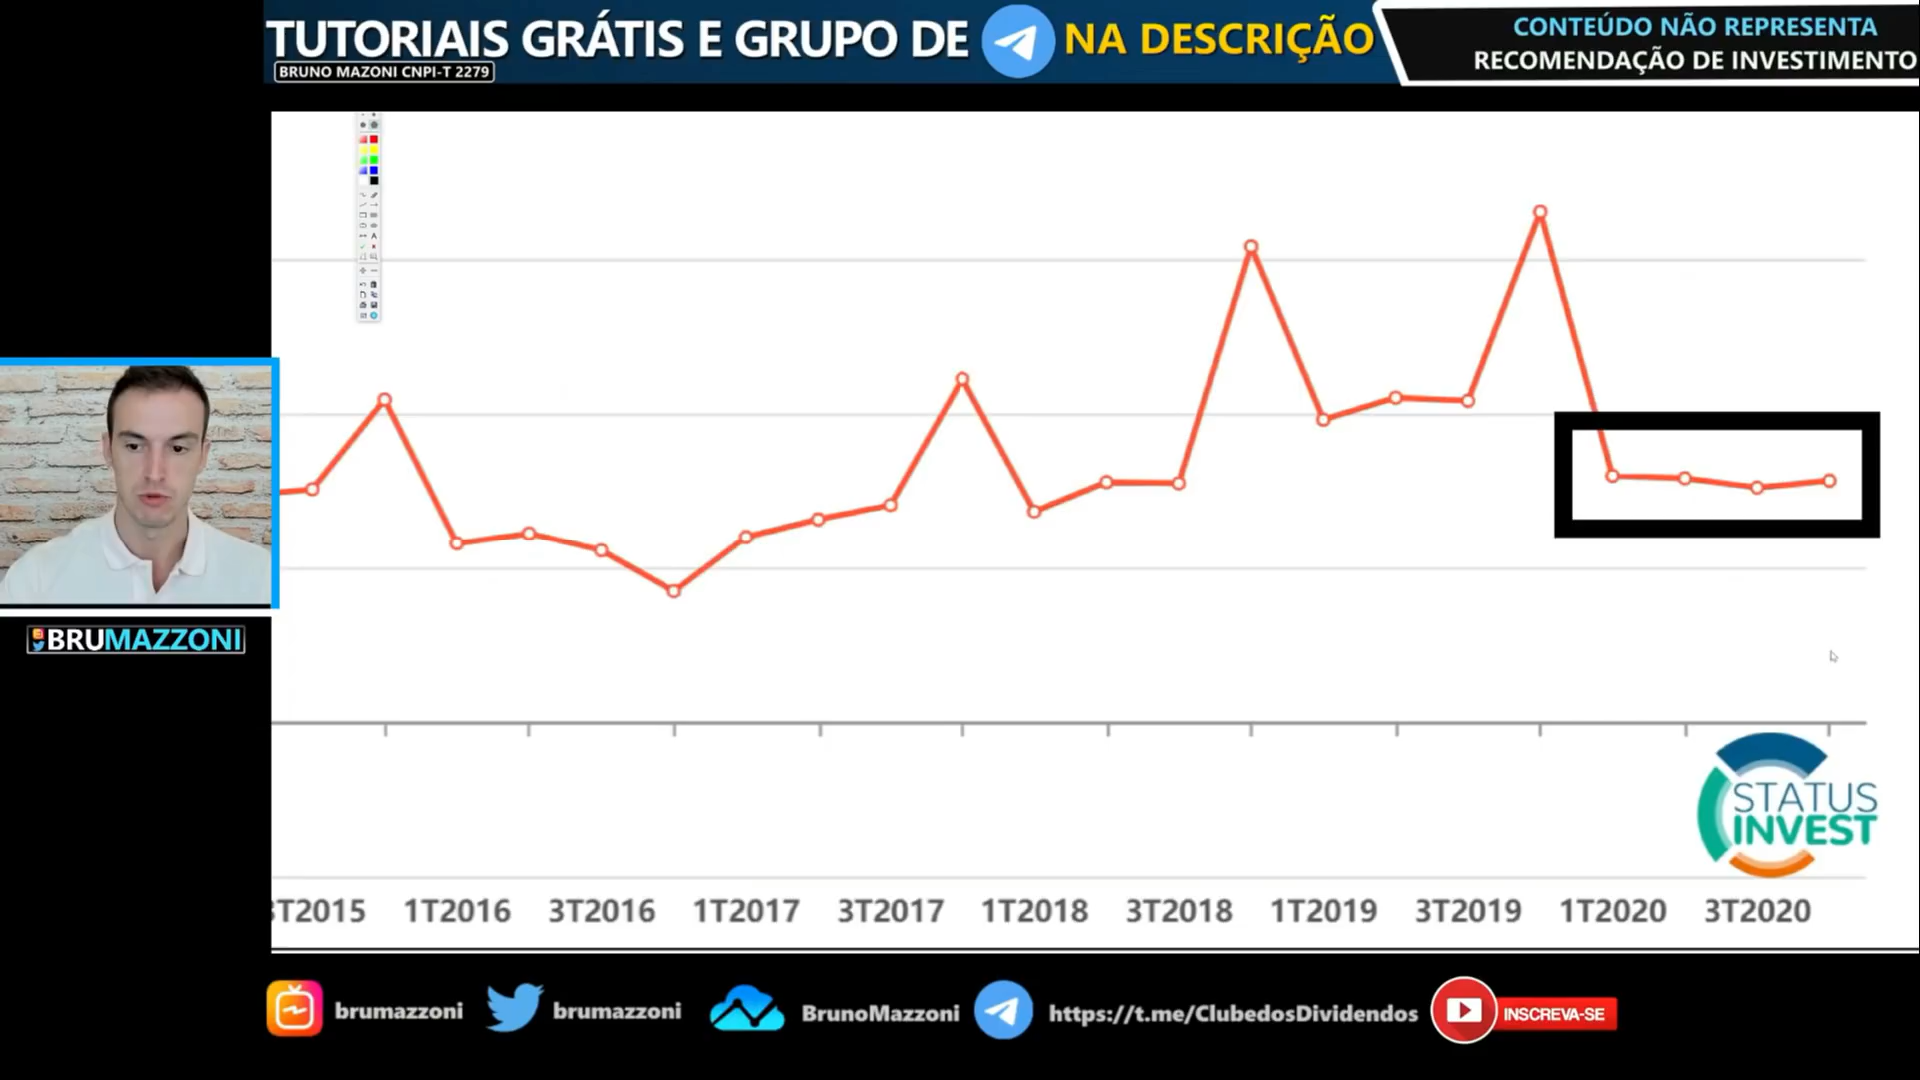 TUTORIAIS GRÁTIS E GRUPO DE NA DESCRIÇÃO
BRUNO MAZONI CNPI-T 2279
CONTEÚDO NÃO REPRESENTA
RECOMENDAÇÃO DE INVESTIMENTO
BRUMAZZONI
STATUS
INVEST
3T2015 1T2016 3T2016 1T2017 3T2017 1T2018 3T2018 1T2019 3T2019 1T2020 3T2020
brumazzoni brumazzoni BrunoMazzoni https://t.me/ClubedosDividendos INSCREVA-SE